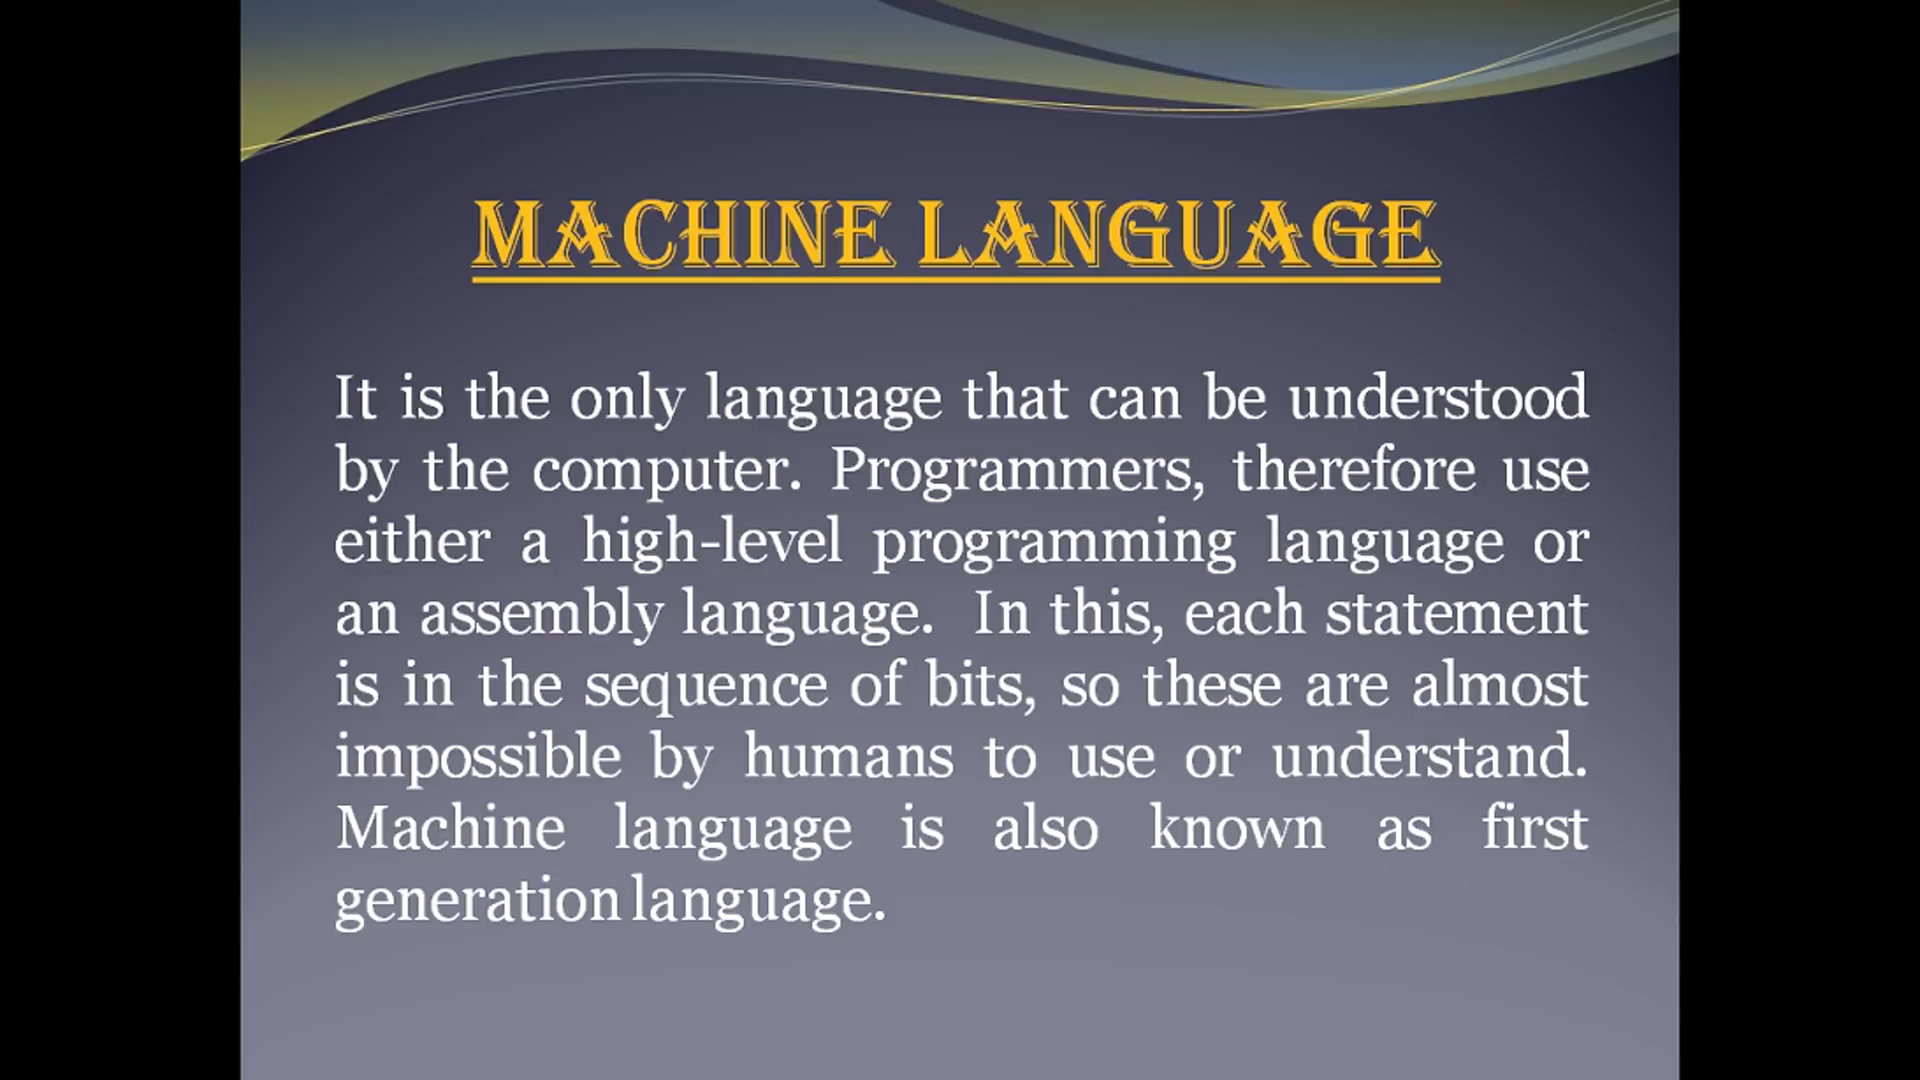 MACHINE LANGUAGE
It is the only language that can be understood
by the computer. Programmers, therefore use
either a high-level programming language or
an assembly language. In this, each statement
is in the sequence of bits, so these are almost
impossible by humans to use or understand.
Machine language is also known as first
generation language.